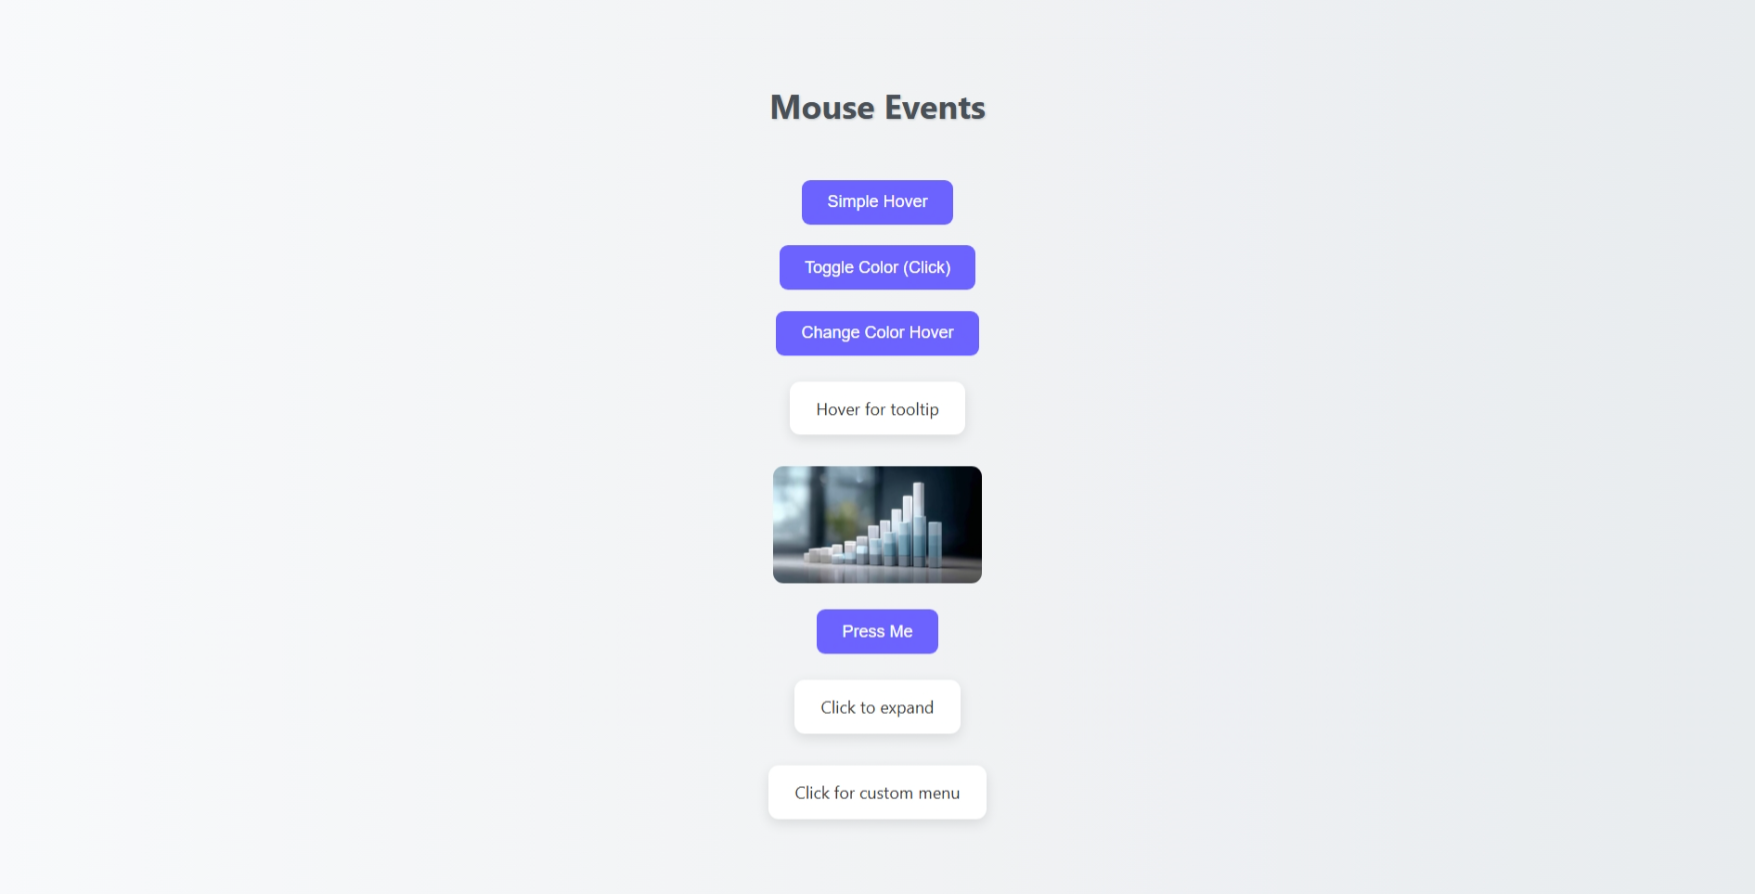 Mouse Events
Simple Hover
Toggle Color (Click)
Change Color Hover
Hover for tooltip
Press Me
Click to expand
Click for custom menu